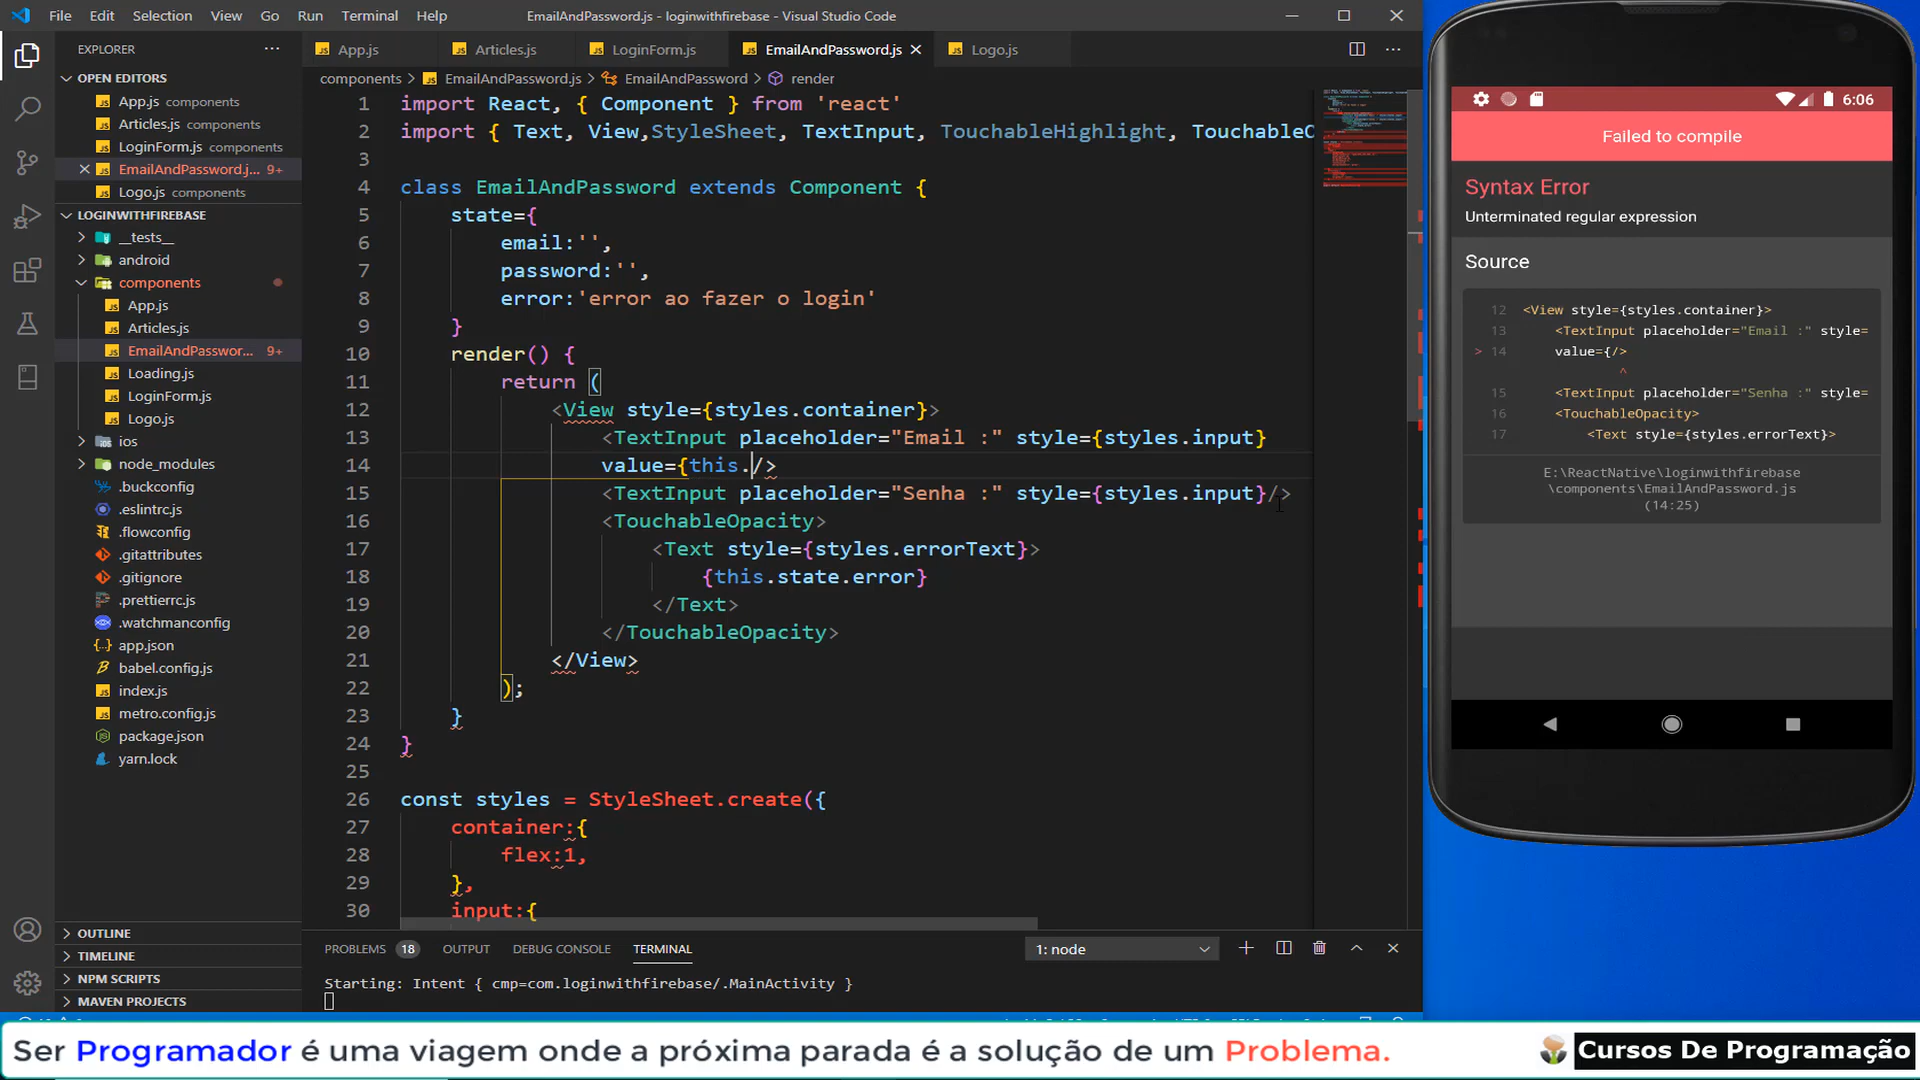 File Edit Selection View Go Run Terminal Help EmailAndPassword.js - loginwithfirebase - Visual Studio Code
EXPLORER
OPEN EDITORS
App.js components
Articles.js components
LoginForm.js components
EmailAndPassword.j... 9+
Logo.js components
LOGINWITHFIREBASE
__tests__
android
components
App.js
Articles.js
EmailAndPasswor... 9+
Loading.js
LoginForm.js
Logo.js
ios
node_modules
.buckconfig
.eslintrc.js
.flowconfig
.gitattributes
.gitignore
.prettierrc.js
.watchmanconfig
app.json
babel.config.js
index.js
metro.config.js
package.json
yarn.lock
OUTLINE
TIMELINE
NPM SCRIPTS
MAVEN PROJECTS
App.js Articles.js LoginForm.js EmailAndPassword.js Logo.js
components > EmailAndPassword.js > EmailAndPassword > render
1 import React, { Component } from 'react'
2 import { Text, View,StyleSheet, TextInput, TouchableHighlight, TouchableO
3
4 class EmailAndPassword extends Component {
5 state={
6 email:'',
7 password:'',
8 error:'error ao fazer o login'
9 }
10 render() {
11 return (
12 <View style={styles.container}>
13 <TextInput placeholder="Email :" style={styles.input}
14 value={this./>
15 <TextInput placeholder="Senha :" style={styles.input}/>
16 <TouchableOpacity>
17 <Text style={styles.errorText}>
18 {this.state.error}
19 </Text>
20 </TouchableOpacity>
21 </View>
22 );
23 }
24 }
25
26 const styles = StyleSheet.create({
27 container:{
28 flex:1,
29 },
30 input:{
PROBLEMS 18 OUTPUT DEBUG CONSOLE TERMINAL 1: node
Starting: Intent { cmp=com.loginwithfirebase/.MainActivity }
6:06
Failed to compile
Syntax Error
Unterminated regular expression
Source
12 <View style={styles.container}>
13 <TextInput placeholder="Email :" style=
> 14 value={/>
^
15 <TextInput placeholder="Senha :" style=
16 <TouchableOpacity>
17 <Text style={styles.errorText}>
E:\ReactNative\loginwithfirebase
\components\EmailAndPassword.js
(14:25)
Ser Programador é uma viagem onde a próxima parada é a solução de um Problema.
Cursos De Programação